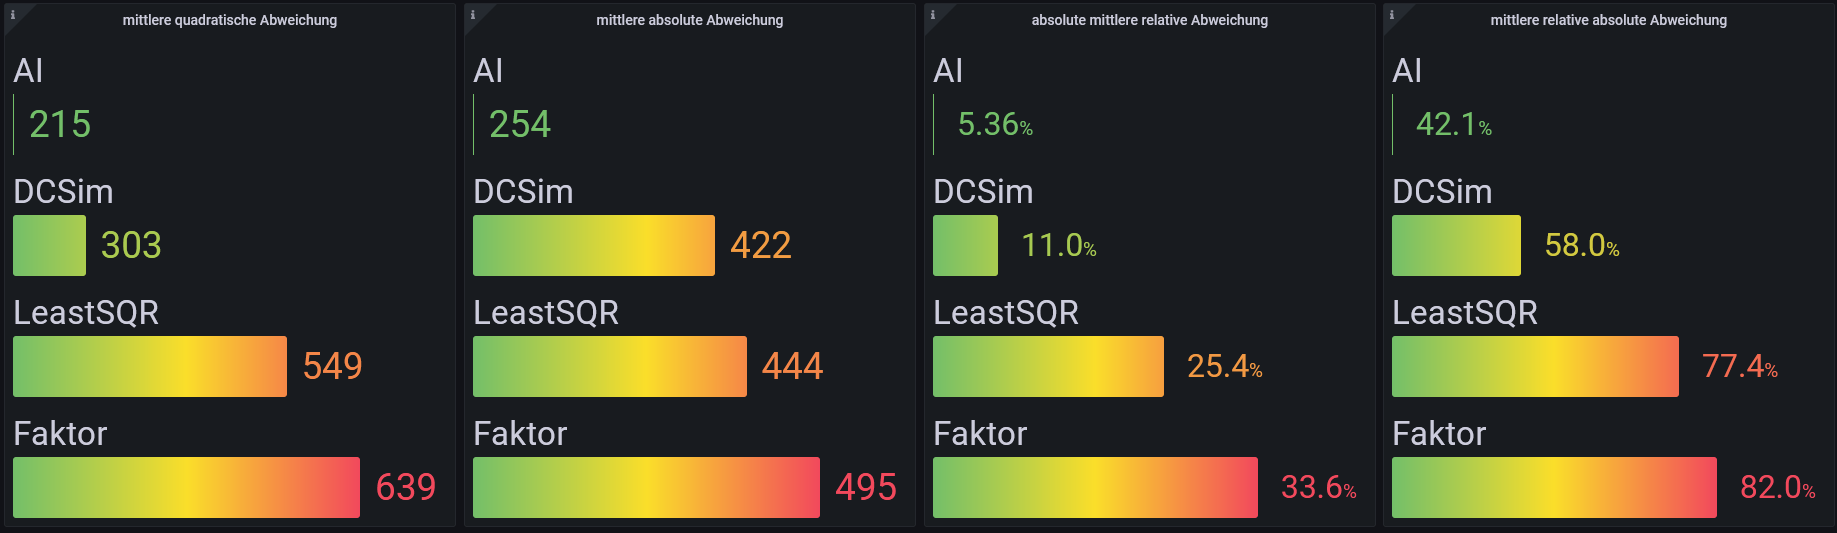 mittlere quadratische Abweichung
AI
215
DCSim
303
LeastSQR
549
Faktor
639
mittlere absolute Abweichung
AI
254
DCSim
422
LeastSQR
444
Faktor
495
absolute mittlere relative Abweichung
AI
5.36%
DCSim
11.0%
LeastSQR
25.4%
Faktor
33.6%
mittlere relative absolute Abweichung
AI
42.1%
DCSim
58.0%
LeastSQR
77.4%
Faktor
82.0%